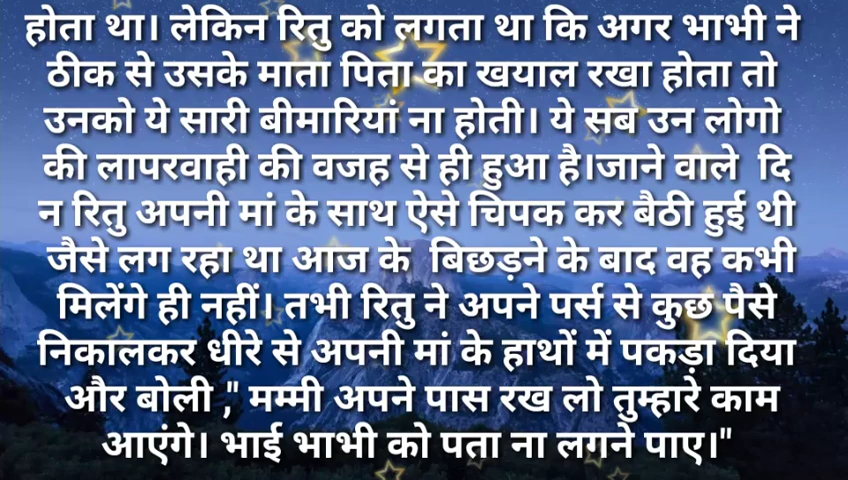 होता था। लेकिन रितु को लगता था कि अगर भाभी ने
ठीक से उसके माता पिता का खयाल रखा होता तो
उनको ये सारी बीमारियां ना होती। ये सब उन लोगो
की लापरवाही की वजह से ही हुआ है।जाने वाले  दि
न रितु अपनी मां के साथ ऐसे चिपक कर बैठी हुई थी
जैसे लग रहा था आज के  बिछड़ने के बाद वह कभी
मिलेंगे ही नहीं। तभी रितु ने अपने पर्स से कुछ पैसे
निकालकर धीरे से अपनी मां के हाथों में पकड़ा दिया
और बोली ," मम्मी अपने पास रख लो तुम्हारे काम
आएंगे। भाई भाभी को पता ना लगने पाए।"